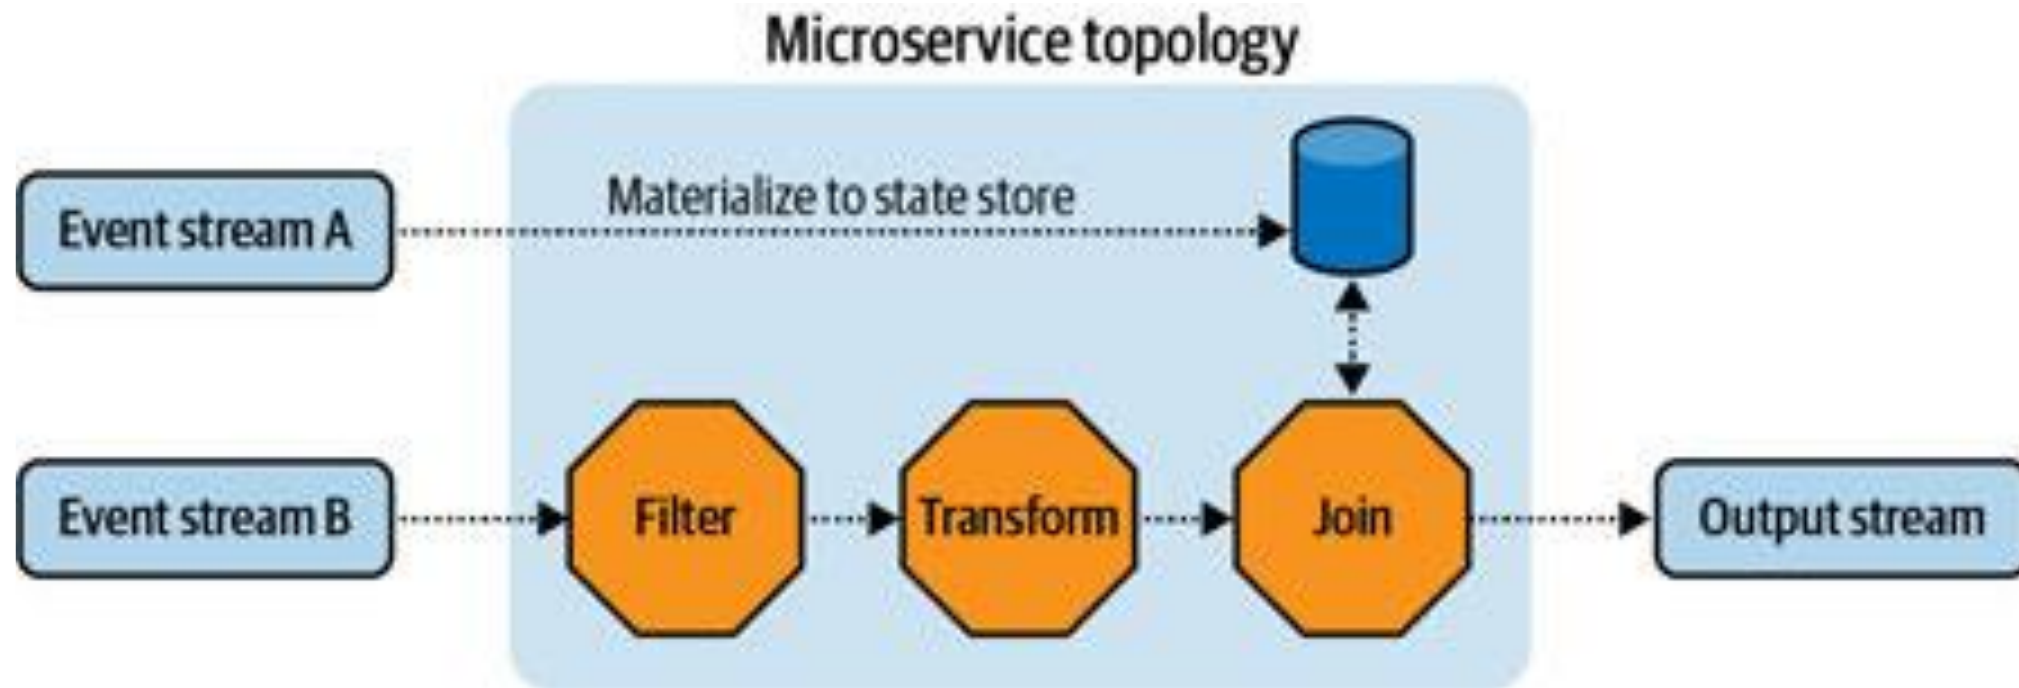 Microservice topology
Materialize to state store
Event stream A
Event stream B
Filter
Transform
Join
Output stream